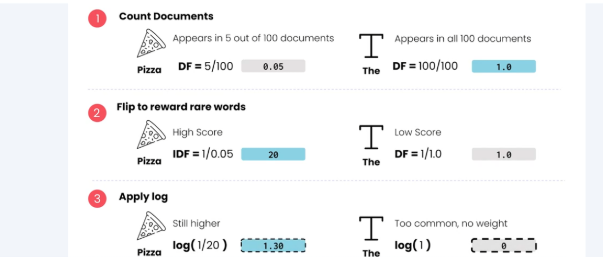 1 Count Documents
Appears in 5 out of 100 documents
Pizza DF = 5/100 0.05
T Appears in all 100 documents
The DF = 100/100 1.0
2 Flip to reward rare words
High Score
Pizza IDF = 1/0.05 20
T Low Score
The DF = 1/1.0 1.0
3 Apply log
Still higher
Pizza log( 1/20 ) 1.30
T Too common, no weight
The log( 1 ) 0